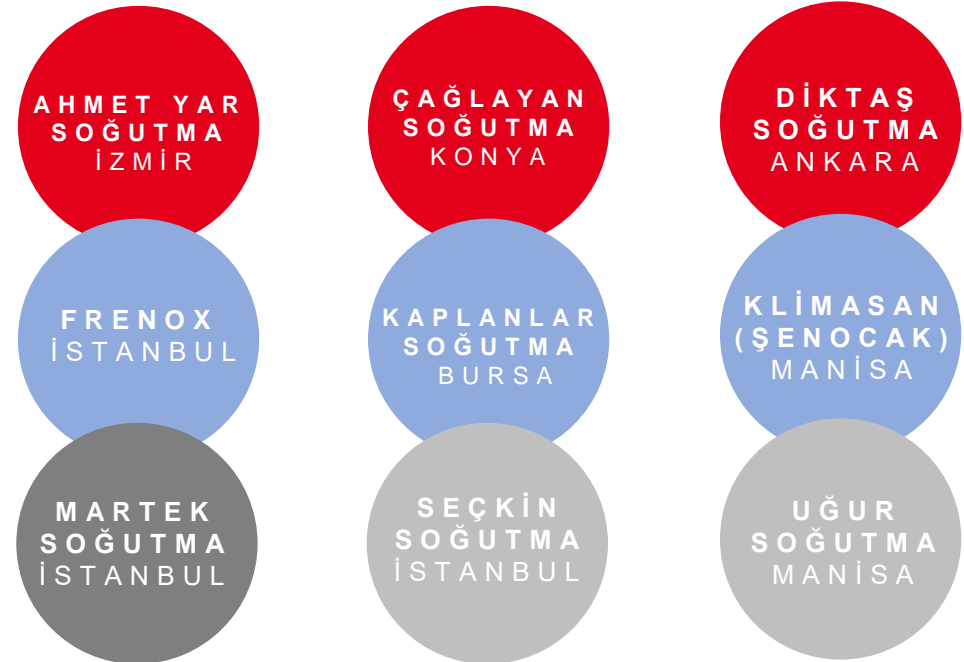 AHMET YAR
SOĞUTMA
İZMİR
ÇAĞLAYAN
SOĞUTMA
KONYA
DİKTAŞ
SOĞUTMA
ANKARA
FRENOX
İSTANBUL
KAPLANLAR
SOĞUTMA
BURSA
KLİMASAN
(ŞENOCAK)
MANİSA
MARTEK
SOĞUTMA
İSTANBUL
SEÇKİN
SOĞUTMA
İSTANBUL
UĞUR
SOĞUTMA
MANİSA